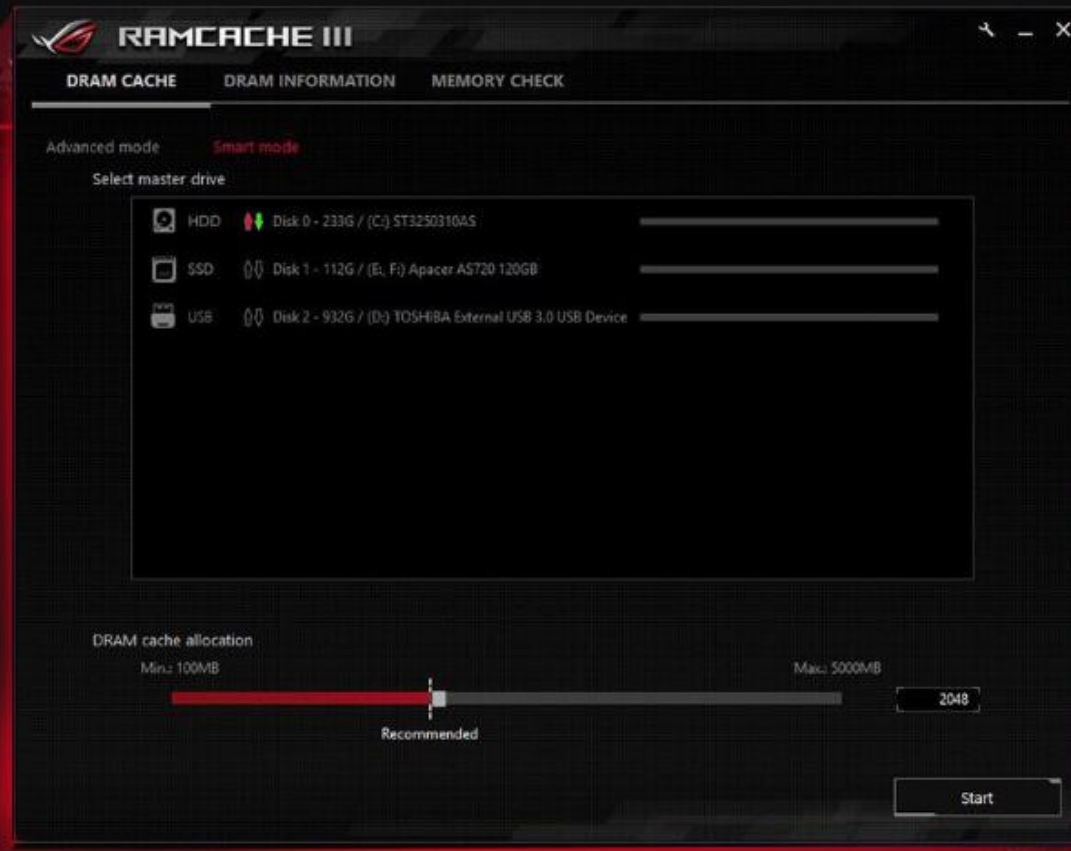 RAMCACHE III
DRAM CACHE DRAM INFORMATION MEMORY CHECK
Advanced mode Smart mode
Select master drive
HDD Disk 0 - 233G / (C:) ST3250310AS
SSD Disk 1 - 112G / (E:, F:) Apacer AS720 120GB
USB Disk 2 - 932G / (D:) TOSHIBA External USB 3.0 USB Device
DRAM cache allocation
Min.: 100MB Max.: 5000MB
2048
Recommended
Start